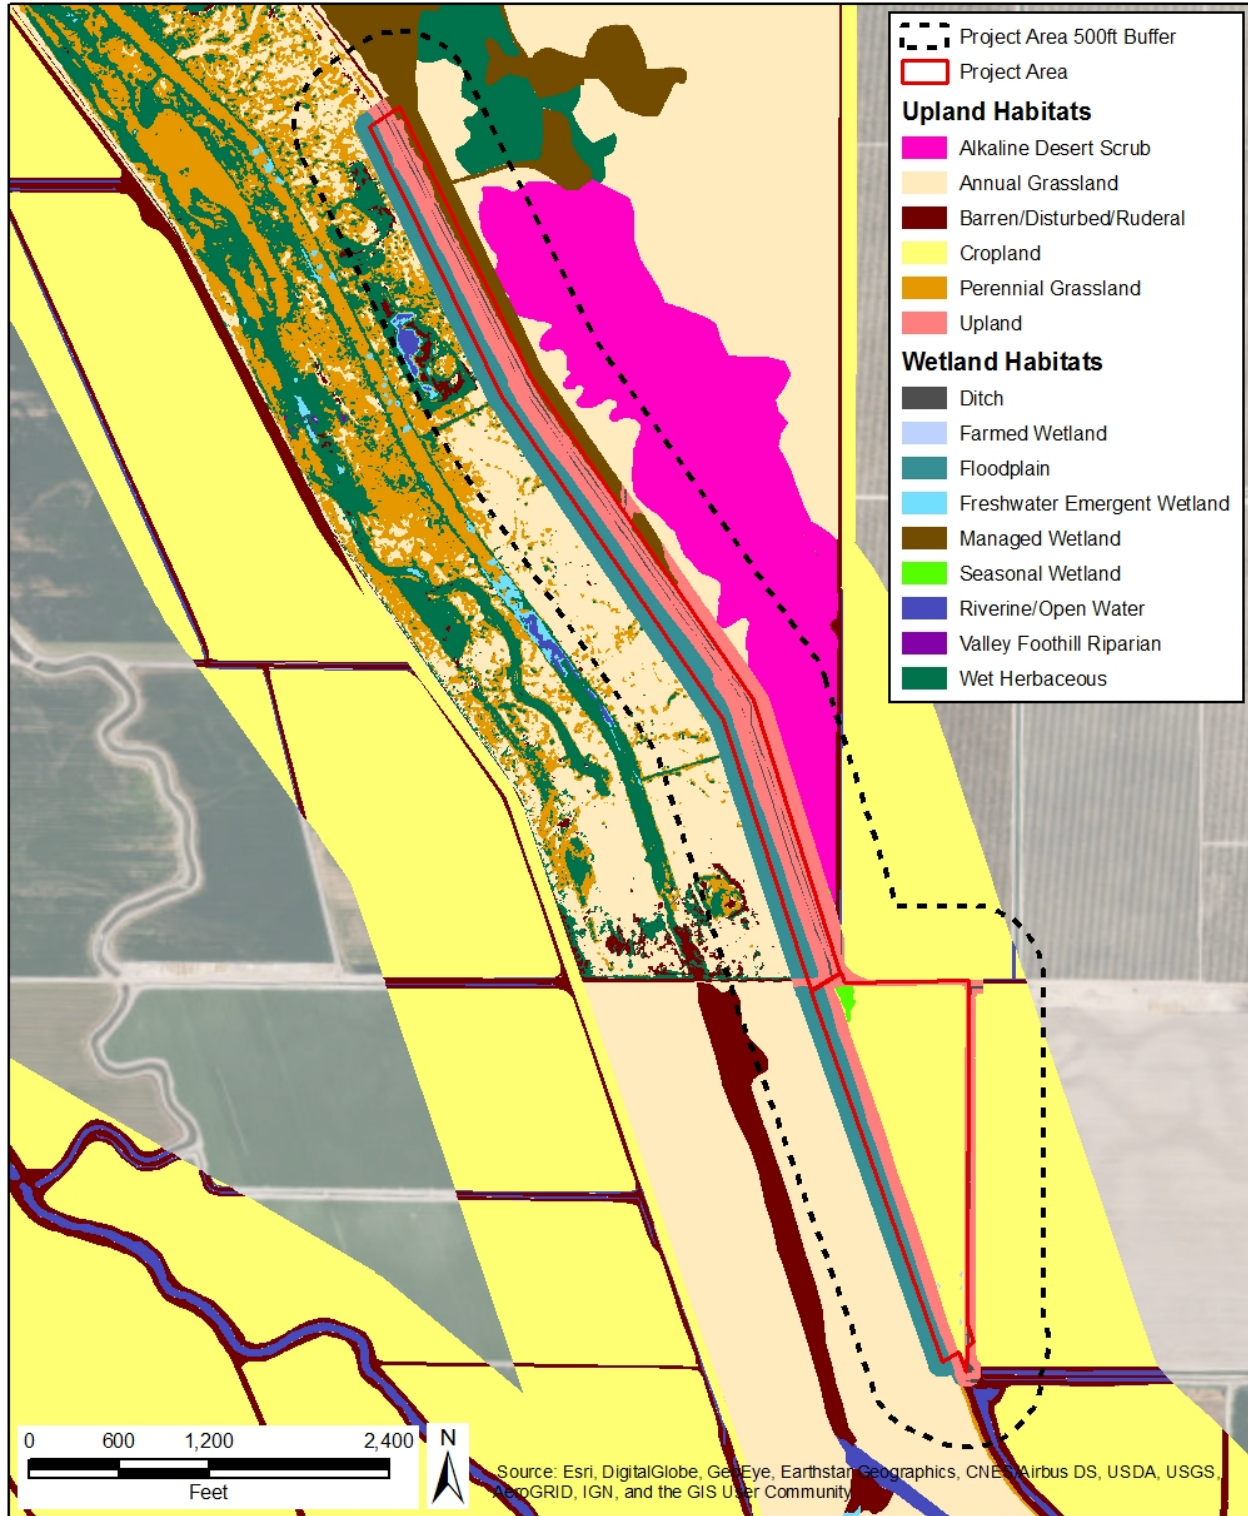 Project Area 500ft Buffer
Project Area
Upland Habitats
Alkaline Desert Scrub
Annual Grassland
Barren/Disturbed/Ruderal
Cropland
Perennial Grassland
Upland
Wetland Habitats
Ditch
Farmed Wetland
Floodplain
Freshwater Emergent Wetland
Managed Wetland
Seasonal Wetland
Riverine/Open Water
Valley Foothill Riparian
Wet Herbaceous
0 600 1,200 2,400
Feet
N
Source: Esri, DigitalGlobe, GeoEye, Earthstar Geographics, CNES/Airbus DS, USDA, USGS,
AeroGRID, IGN, and the GIS User Community